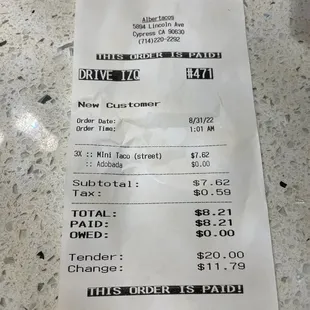 Albertacos
5894 Lincoln Ave
Cypress CA 90630
(714)220-2292
THIS ORDER IS PAID!
DRIVE IZQ #471
New Customer
Order Date: 8/31/22
Order Time: 1:01 AM
3X :: MIni Taco (street) $7.62
:: Adobada $0.00
Subtotal: $7.62
Tax: $0.59
TOTAL: $8.21
PAID: $8.21
OWED: $0.00
Tender: $20.00
Change: $11.79
THIS ORDER IS PAID!